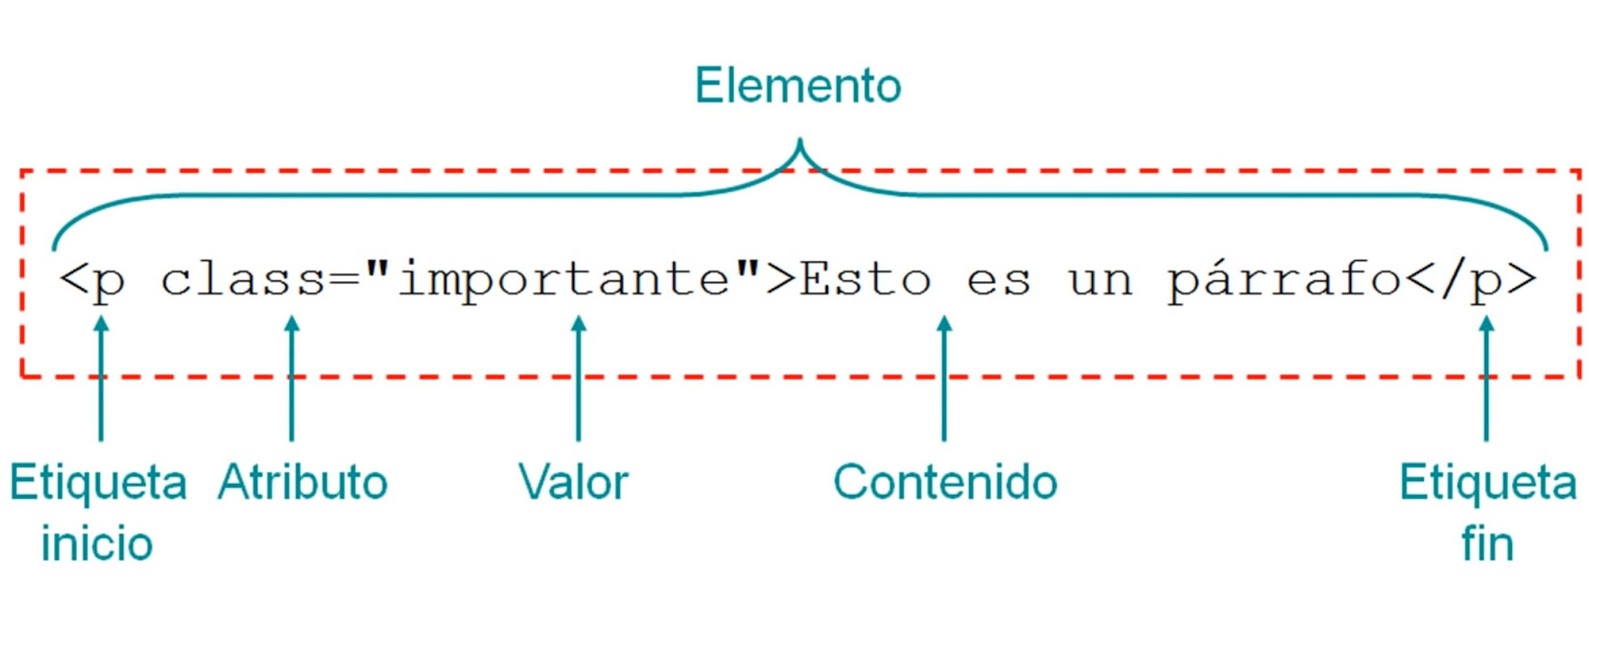 Elemento
<p class="importante">Esto es un párrafo</p>
Etiqueta inicio
Atributo
Valor
Contenido
Etiqueta fin